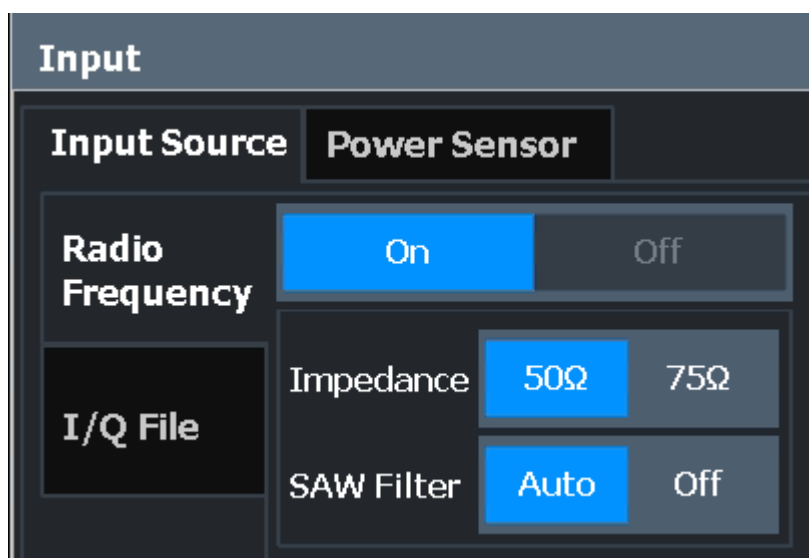 Input
Input Source Power Sensor
Radio
Frequency
On Off
Impedance 50Ω 75Ω
I/Q File
SAW Filter Auto Off